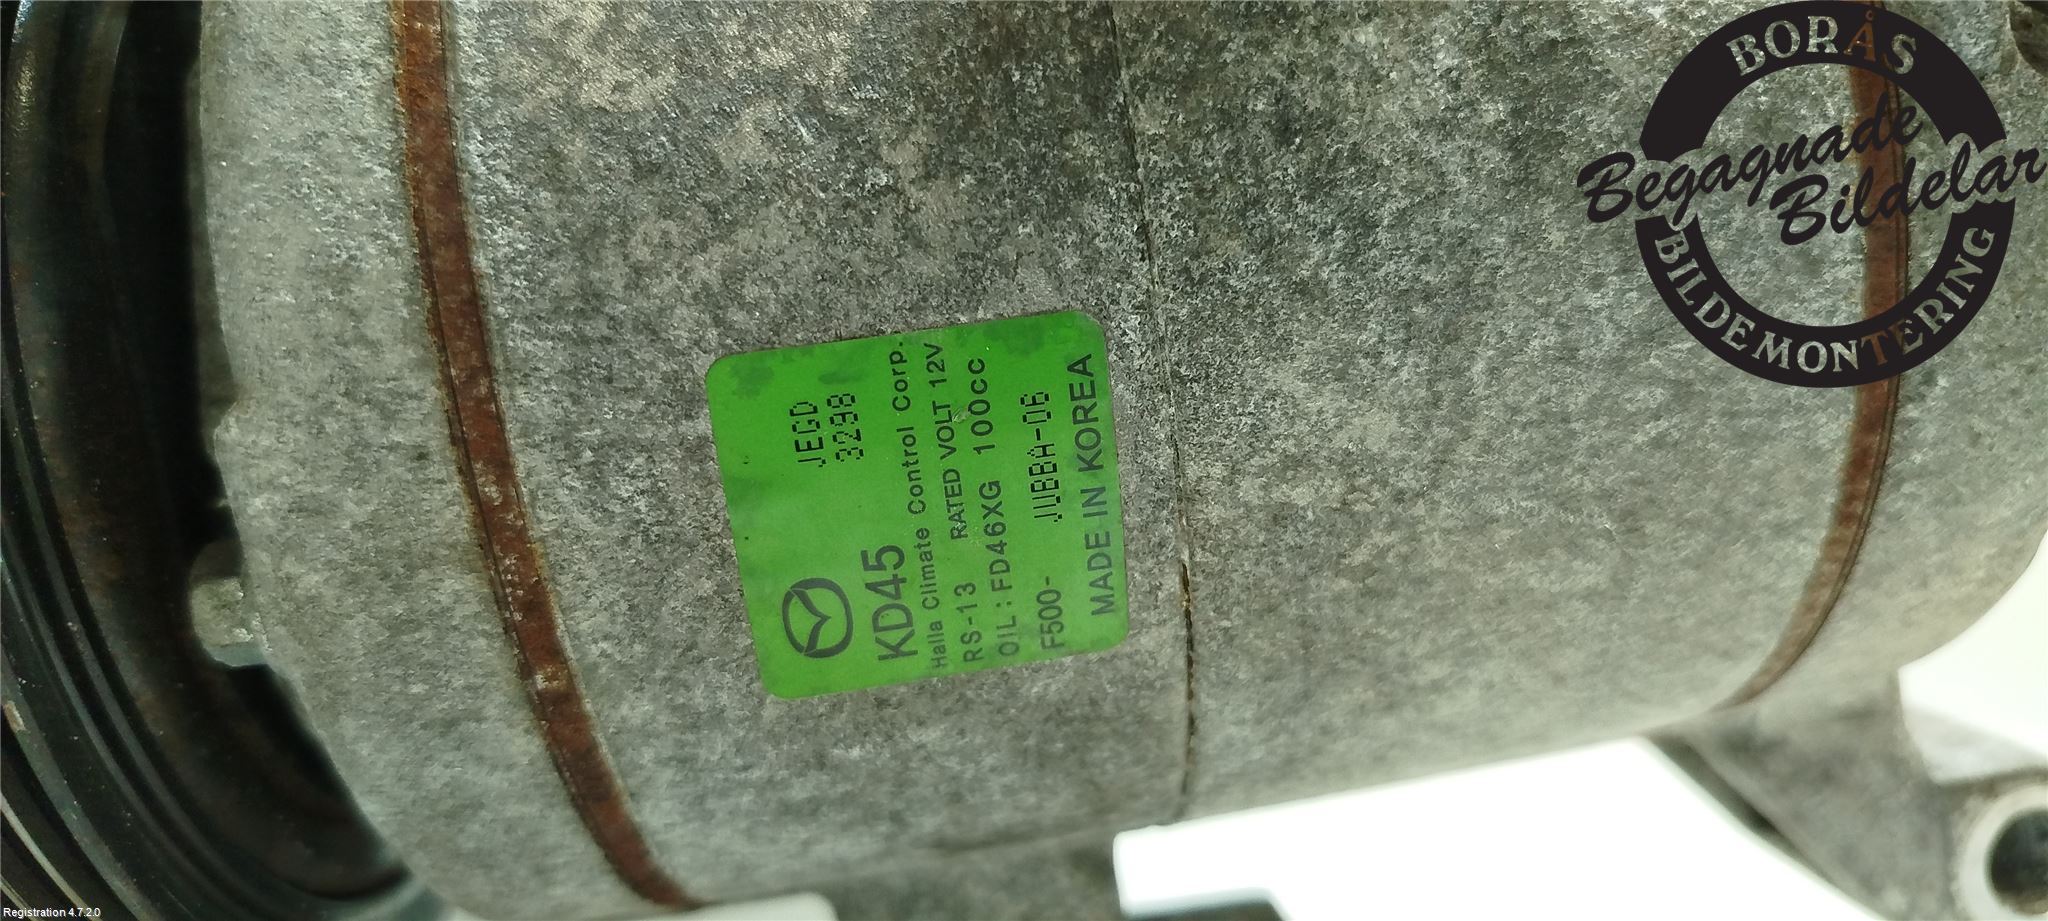 JEGD
3298
KD45
Halla Climate Control Corp.
RS-13 RATED VOLT 12V
OIL: FD46XG 100CC
F500- JUBBA-06
MADE IN KOREA
BORÅS
Begagnade
Bildelar
BILDEMONTERING
Registration 4.7.2.0